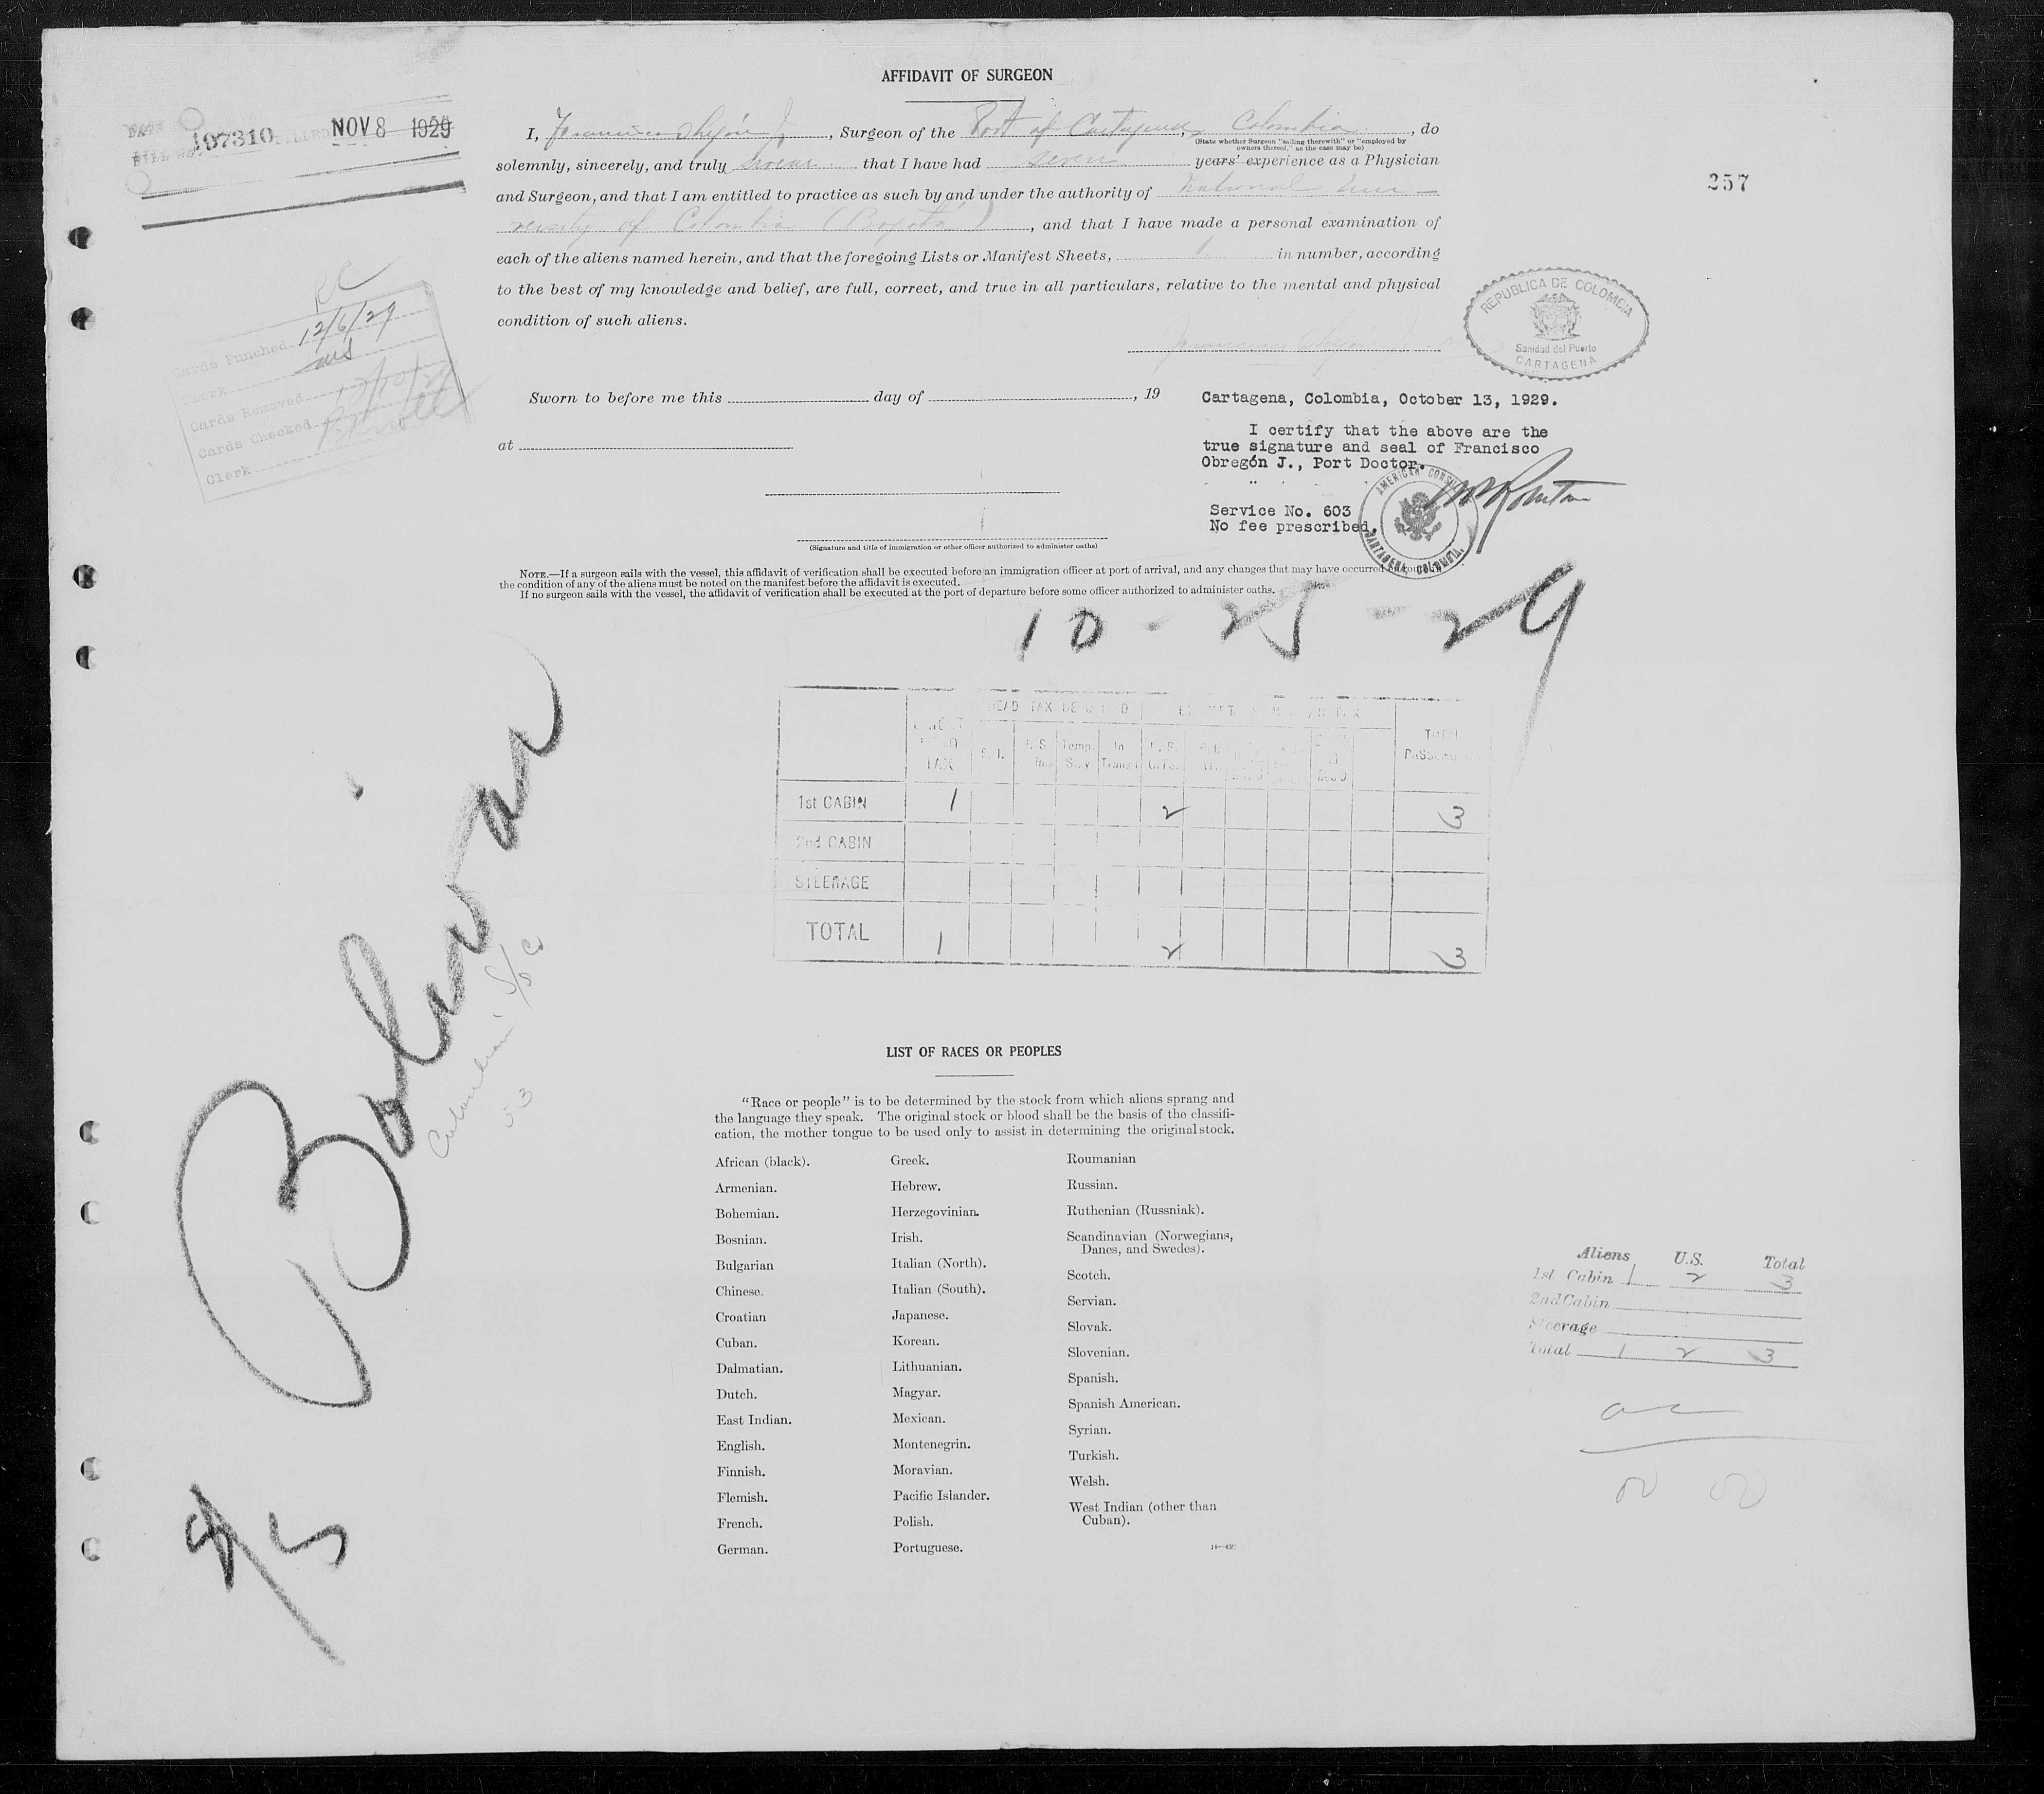 AFFIDAVIT OF SURGEON
197310 NOV 8 1929
I, Francisco Obregón J., Surgeon of the Port of Cartagena, Colombia, do
(State whether Surgeon "sailing therewith" or "employed by
owners thereof," as the case may be)
solemnly, sincerely, and truly swear that I have had seven years' experience as a Physician
and Surgeon, and that I am entitled to practice as such by and under the authority of National Uni-
versity of Colombia (Bogotá), and that I have made a personal examination of
each of the aliens named herein, and that the foregoing Lists or Manifest Sheets, 1 in number, according
to the best of my knowledge and belief, are full, correct, and true in all particulars, relative to the mental and physical
condition of such aliens.
257
REPUBLICA DE COLOMBIA
Sanidad del Puerto
CARTAGENA
Cards Punched 12/6/29
Clerk
Cards Removed
Cards Checked
Clerk
Sworn to before me this day of , 19
at
(Signature and title of immigration or other officer authorized to administer oaths)
Cartagena, Colombia, October 13, 1929.
I certify that the above are the
true signature and seal of Francisco
Obregón J., Port Doctor.
Service No. 603
No fee prescribed.
AMERICAN CONSUL
CARTAGENA, COLOMBIA.
NOTE.—If a surgeon sails with the vessel, this affidavit of verification shall be executed before an immigration officer at port of arrival, and any changes that may have occurred in
the condition of any of the aliens must be noted on the manifest before the affidavit is executed.
If no surgeon sails with the vessel, the affidavit of verification shall be executed at the port of departure before some officer authorized to administer oaths.
10-25-29
HEAD TAX
TAX S.I. U.S. Temp. Stay In Transit U.S. TOTAL
1st CABIN 1 2 3
2nd CABIN
STEERAGE
TOTAL 1 2 3
Bolivar
LIST OF RACES OR PEOPLES
"Race or people" is to be determined by the stock from which aliens sprang and
the language they speak. The original stock or blood shall be the basis of the classifi-
cation, the mother tongue to be used only to assist in determining the original stock.
African (black).
Armenian.
Bohemian.
Bosnian.
Bulgarian
Chinese.
Croatian
Cuban.
Dalmatian.
Dutch.
East Indian.
English.
Finnish.
Flemish.
French.
German.
Greek.
Hebrew.
Herzegovinian.
Irish.
Italian (North).
Italian (South).
Japanese.
Korean.
Lithuanian.
Magyar.
Mexican.
Montenegrin.
Moravian.
Pacific Islander.
Polish.
Portuguese.
Roumanian
Russian.
Ruthenian (Russniak).
Scandinavian (Norwegians,
Danes, and Swedes).
Scotch.
Servian.
Slovak.
Slovenian.
Spanish.
Spanish American.
Syrian.
Turkish.
Welsh.
West Indian (other than
Cuban).
Aliens U.S. Total
1st Cabin 1 2 3
2nd Cabin
Steerage
Total 1 2 3